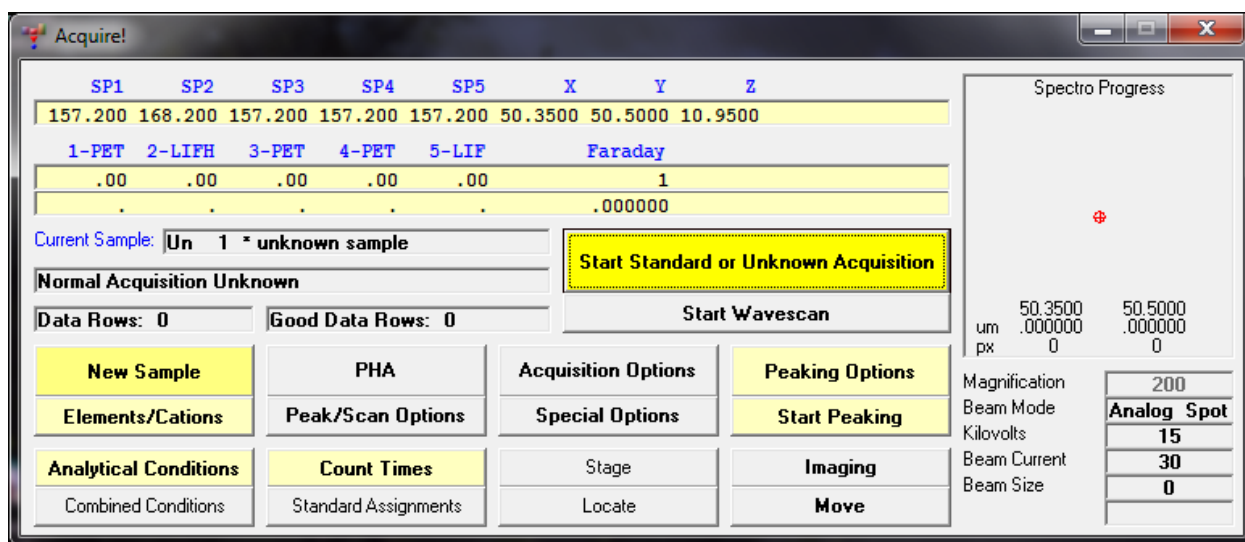 Acquire!
SP1 SP2 SP3 SP4 SP5 X Y Z
157.200 168.200 157.200 157.200 157.200 50.3500 50.5000 10.9500
1-PET 2-LIFH 3-PET 4-PET 5-LIF Faraday
.00 .00 .00 .00 .00 1
. . . . . .000000
Current Sample: Un 1 * unknown sample
Normal Acquisition Unknown
Data Rows: 0 Good Data Rows: 0
Start Standard or Unknown Acquisition
Start Wavescan
New Sample PHA Acquisition Options Peaking Options
Elements/Cations Peak/Scan Options Special Options Start Peaking
Analytical Conditions Count Times Stage Imaging
Combined Conditions Standard Assignments Locate Move
Spectro Progress
50.3500 50.5000
um .000000 .000000
px 0 0
Magnification 200
Beam Mode Analog Spot
Kilovolts 15
Beam Current 30
Beam Size 0